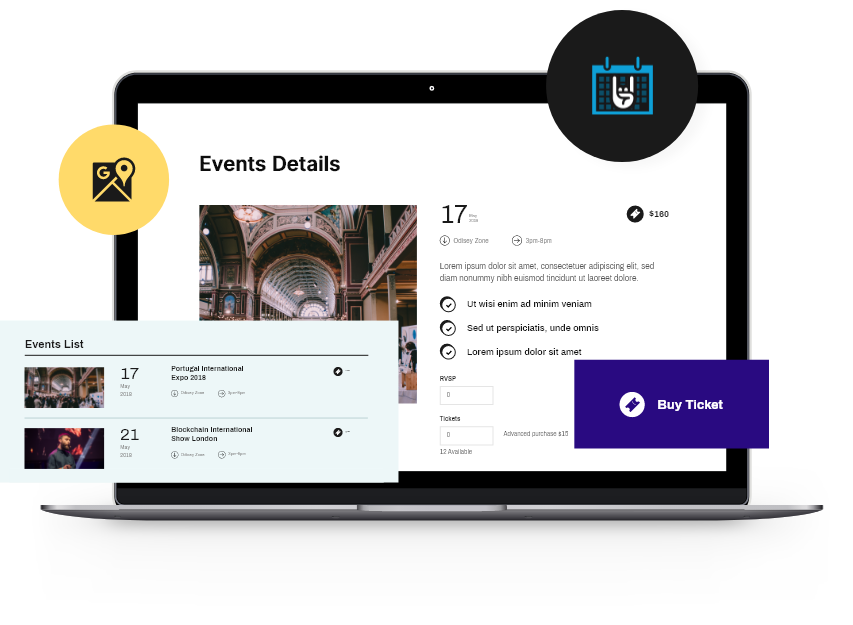 Events Details
17
May
2018
$160
Odisey Zone
3pm-8pm
Lorem ipsum dolor sit amet, consectetuer adipiscing elit, sed
diam nonummy nibh euismod tincidunt ut laoreet dolore.
Ut wisi enim ad minim veniam
Sed ut perspiciatis, unde omnis
Lorem ipsum dolor sit amet
RVSP
0
Tickets
0
Advanced purchase $15
12 Available
Buy Ticket
G
Events List
17
May
2018
Portugal International
Expo 2018
Odisey Zone
3pm-8pm
21
May
2018
Blockchain International
Show London
Odisey Zone
3pm-8pm